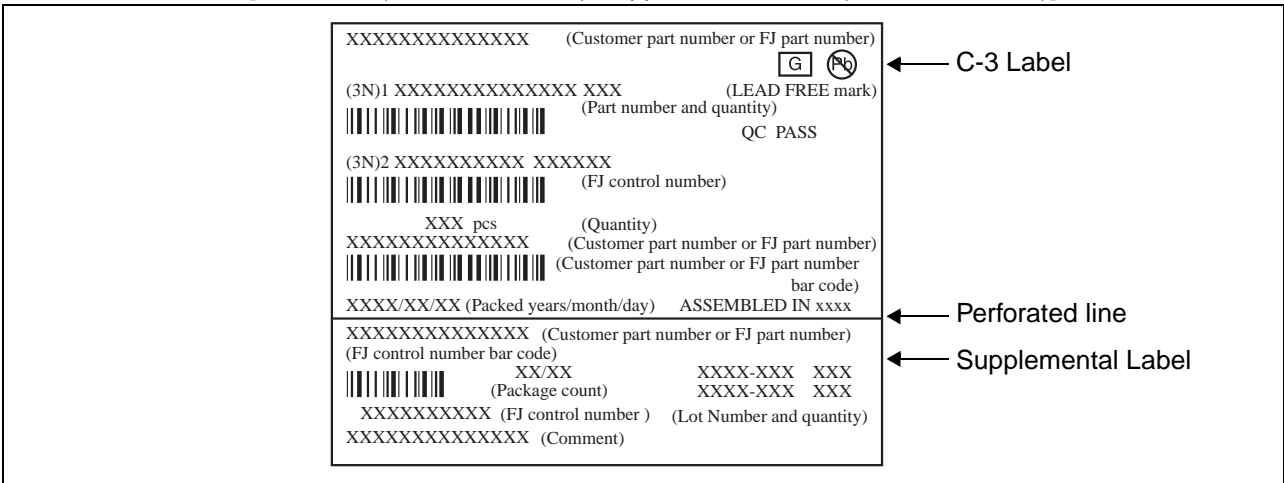 XXXXXXXXXXXXXX (Customer part number or FJ part number)
G Pb
C-3 Label
(3N)1 XXXXXXXXXXXXXX XXX (LEAD FREE mark)
(Part number and quantity)
QC PASS
(3N)2 XXXXXXXXXX XXXXXX
(FJ control number)
XXX pcs (Quantity)
XXXXXXXXXXXXXX (Customer part number or FJ part number)
(Customer part number or FJ part number
bar code)
XXXX/XX/XX (Packed years/month/day) ASSEMBLED IN xxxx
Perforated line
XXXXXXXXXXXXXX (Customer part number or FJ part number)
(FJ control number bar code)
Supplemental Label
XX/XX XXXX-XXX XXX
(Package count) XXXX-XXX XXX
XXXXXXXXXX (FJ control number ) (Lot Number and quantity)
XXXXXXXXXXXXXX (Comment)